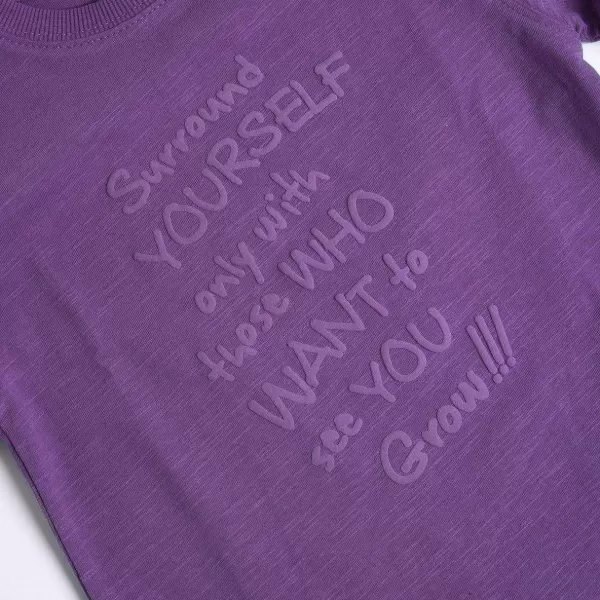 Surround
YOURSELF
only with
those WHO
WANT to
see YOU
Grow!!!